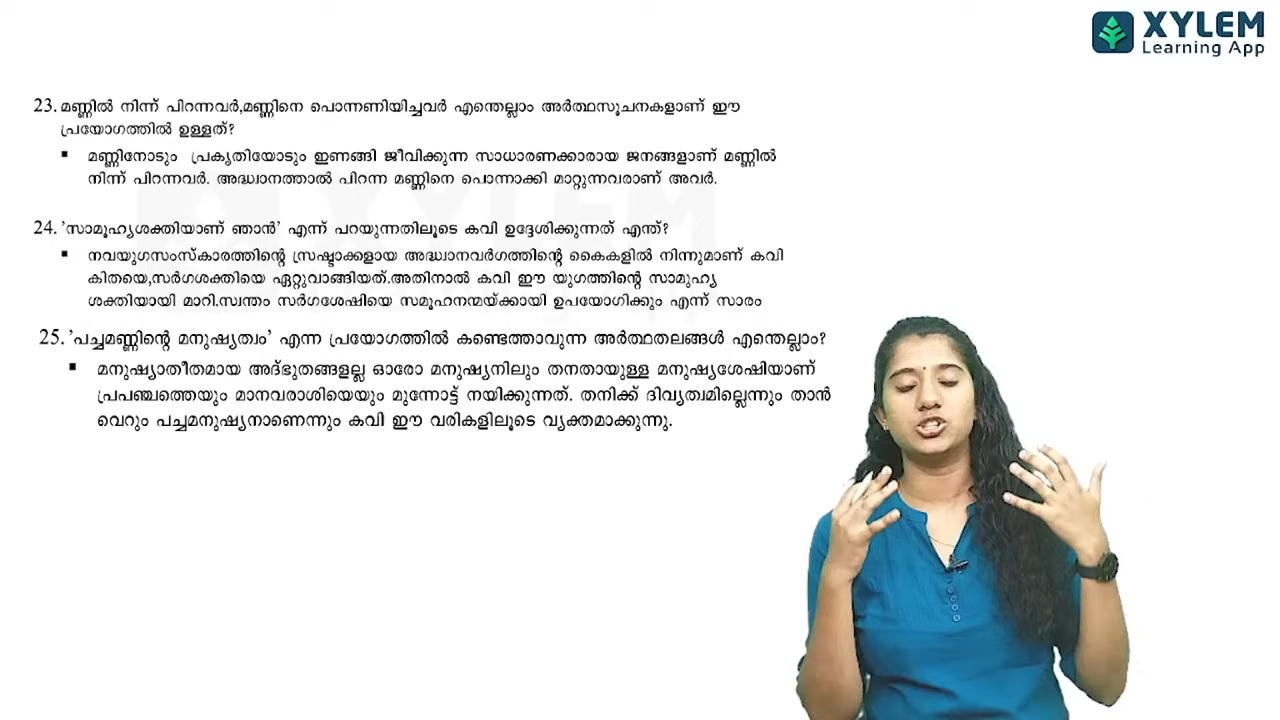 XYLEM
Learning App
23. മണ്ണിൽ നിന്ന് പിറന്നവർ,മണ്ണിനെ പൊന്നണിയിച്ചവർ എന്തെല്ലാം അർത്ഥസൂചനകളാണ് ഈ
പ്രയോഗത്തിൽ ഉള്ളത്?
▪ മണ്ണിനോടും പ്രകൃതിയോടും ഇണങ്ങി ജീവിക്കുന്ന സാധാരണക്കാരായ ജനങ്ങളാണ് മണ്ണിൽ
നിന്ന് പിറന്നവർ. അദ്ധ്വാനത്താൽ പിറന്ന മണ്ണിനെ പൊന്നാക്കി മാറ്റുന്നവരാണ് അവർ.
24. 'സാമൂഹ്യശക്തിയാണ് ഞാൻ' എന്ന് പറയുന്നതിലൂടെ കവി ഉദ്ദേശിക്കുന്നത് എന്ത്?
▪ നവയുഗസംസ്കാരത്തിന്റെ സ്രഷ്ടാക്കളായ അദ്ധ്വാനവർഗത്തിന്റെ കൈകളിൽ നിന്നുമാണ് കവി
കിതയെ,സർഗശക്തിയെ ഏറ്റുവാങ്ങിയത്.അതിനാൽ കവി ഈ യുഗത്തിന്റെ സാമുഹ്യ
ശക്തിയായി മാറി.സ്വന്തം സർഗശേഷിയെ സമൂഹനന്മയ്ക്കായി ഉപയോഗിക്കും എന്ന് സാരം
25. 'പച്ചമണ്ണിന്റെ മനുഷ്യത്വം' എന്ന പ്രയോഗത്തിൽ കണ്ടെത്താവുന്ന അർത്ഥതലങ്ങൾ എന്തെല്ലാം?
▪ മനുഷ്യാതീതമായ അദ്ഭുതങ്ങളല്ല ഓരോ മനുഷ്യനിലും തനതായുള്ള മനുഷ്യശേഷിയാണ്
പ്രപഞ്ചത്തെയും മാനവരാശിയെയും മുന്നോട്ട് നയിക്കുന്നത്. തനിക്ക് ദിവ്യത്വമില്ലെന്നും താൻ
വെറും പച്ചമനുഷ്യനാണെന്നും കവി ഈ വരികളിലൂടെ വ്യക്തമാക്കുന്നു.